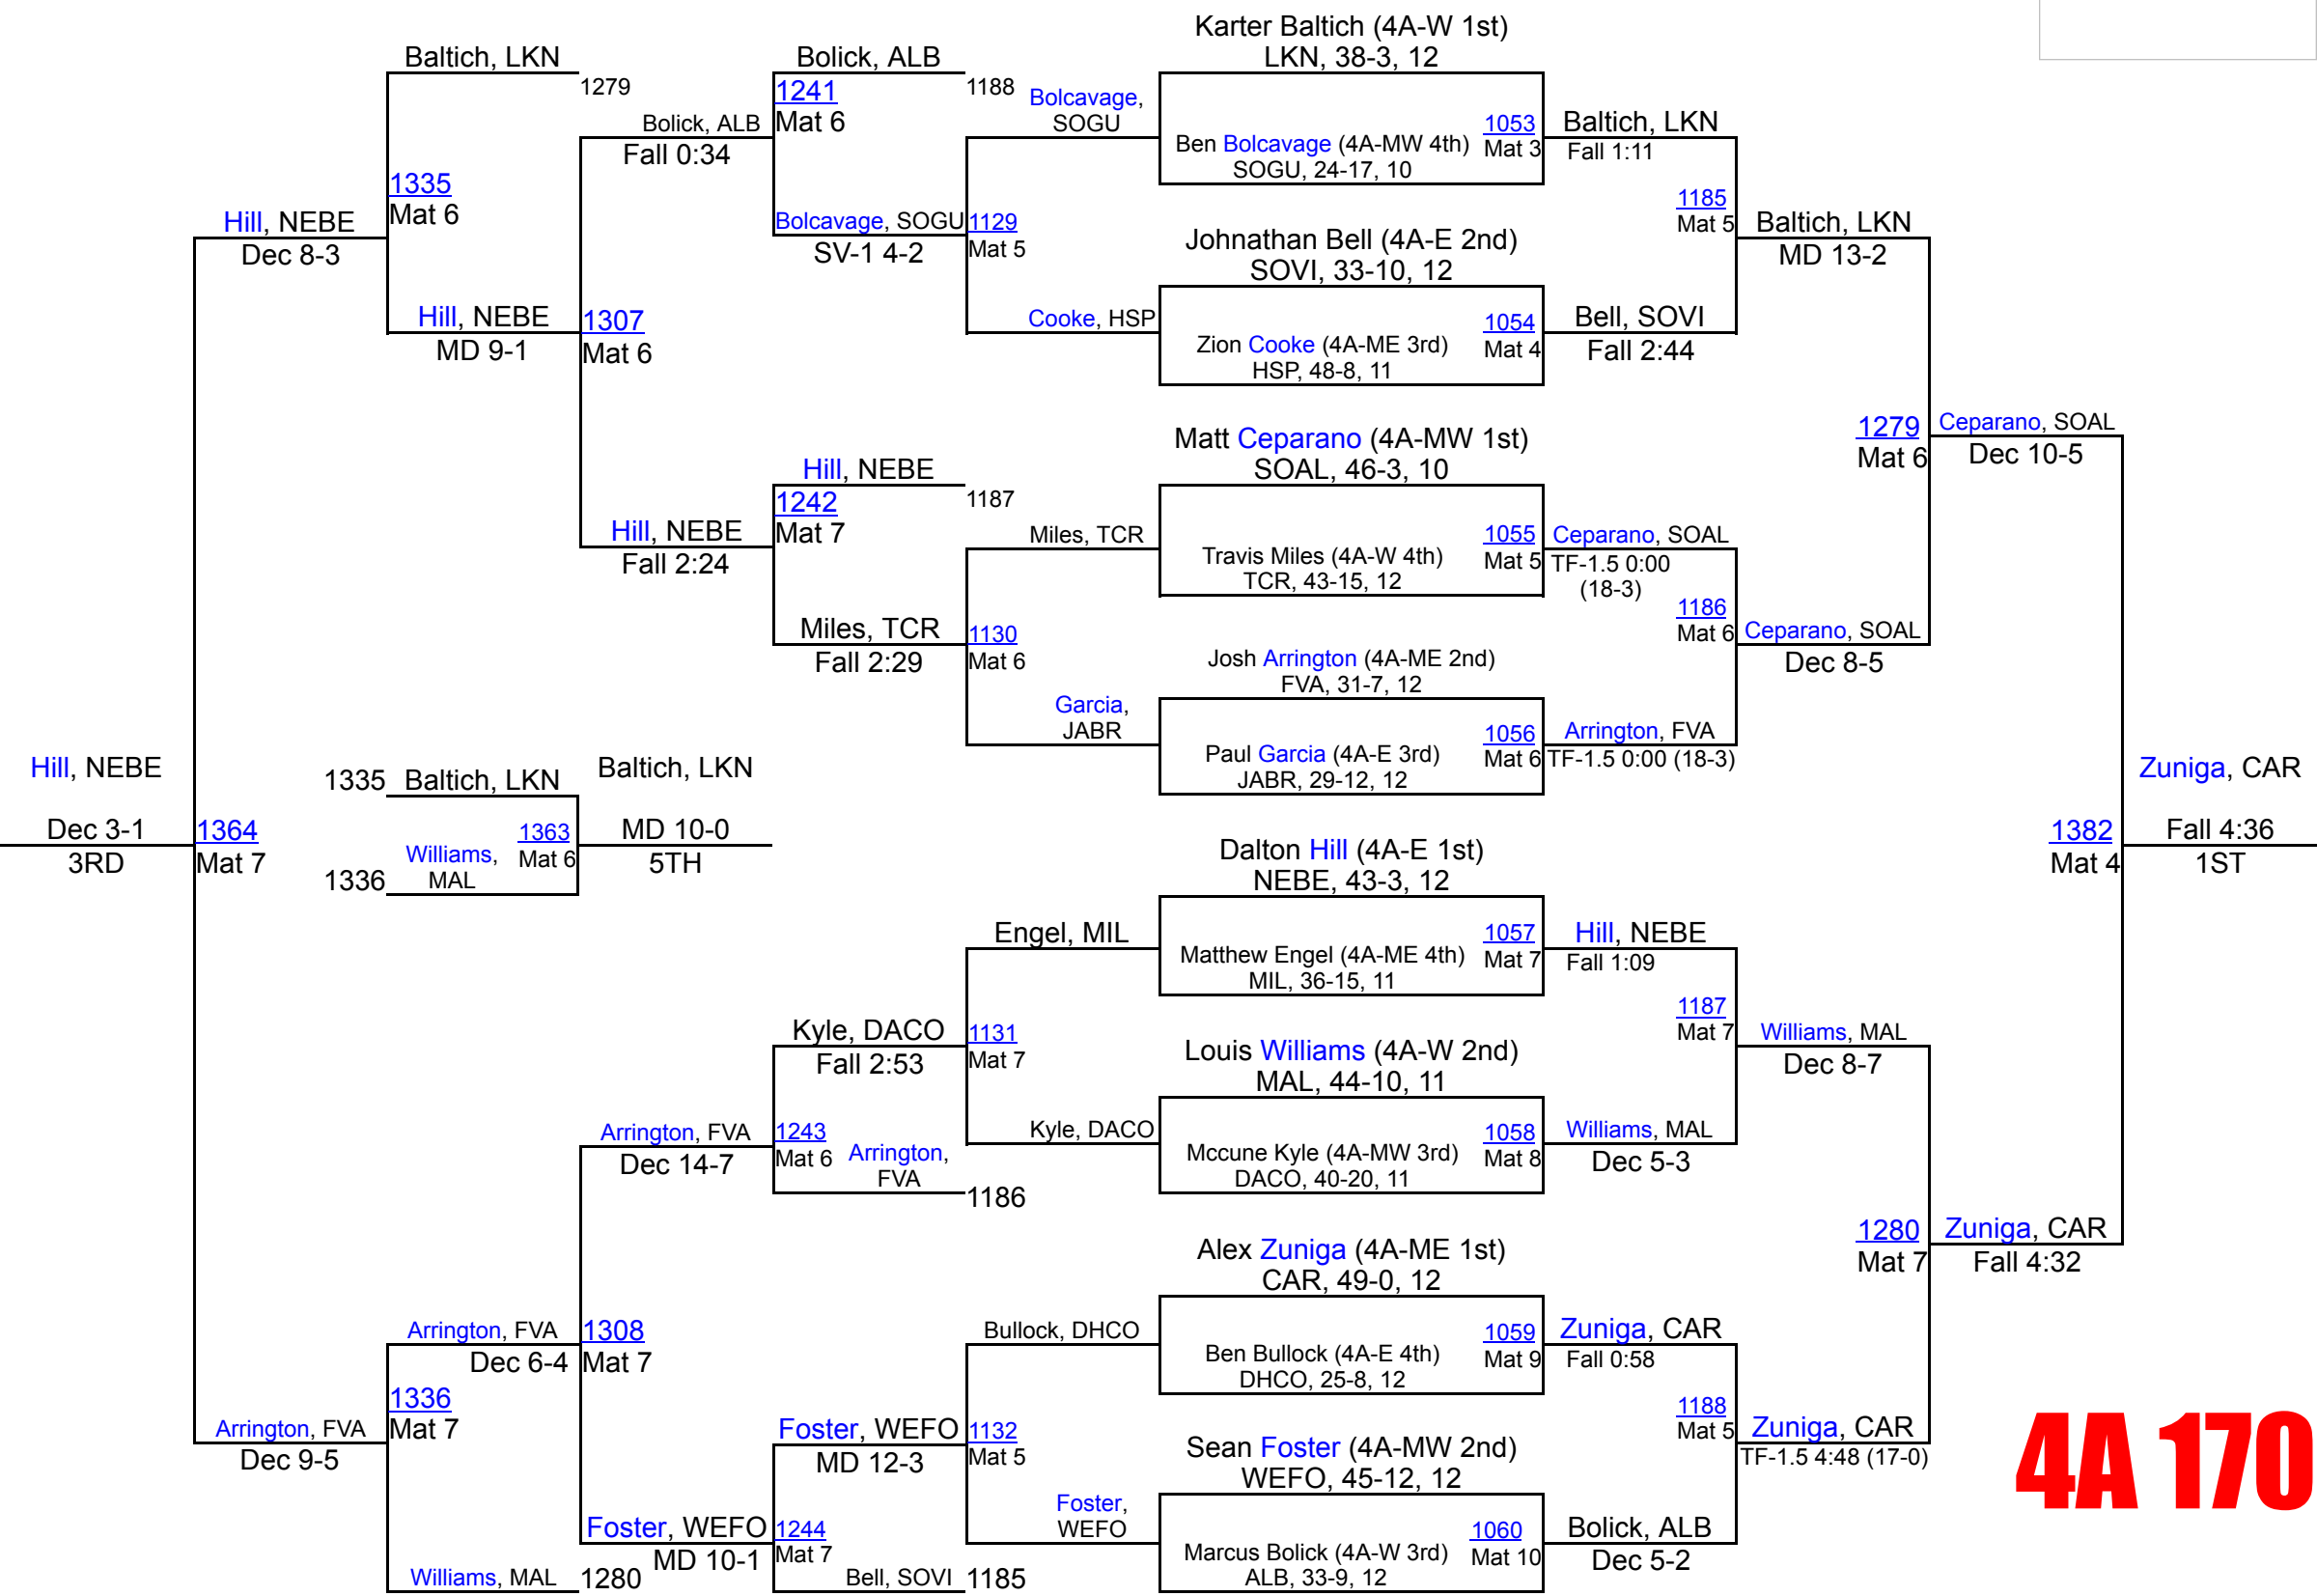 Baltich, LKN
1279
1335
Mat 6
Hill, NEBE
Dec 8-3
Hill, NEBE
MD 9-1
Bolick, ALB
Fall 0:34
1307
Mat 6
Hill, NEBE
Fall 2:24
Bolick, ALB
1188
1241
Mat 6
Bolcavage, SOGU
SV-1 4-2
Hill, NEBE
1187
1242
Mat 7
Miles, TCR
Fall 2:29
Bolcavage,
SOGU
1129
Mat 5
Cooke, HSP
Miles, TCR
1130
Mat 6
Garcia,
JABR
Karter Baltich (4A-W 1st)
LKN, 38-3, 12
Ben Bolcavage (4A-MW 4th)
SOGU, 24-17, 10
1053
Mat 3
Baltich, LKN
Fall 1:11
Johnathan Bell (4A-E 2nd)
SOVI, 33-10, 12
Zion Cooke (4A-ME 3rd)
HSP, 48-8, 11
1054
Mat 4
Bell, SOVI
Fall 2:44
1185
Mat 5
Baltich, LKN
MD 13-2
Matt Ceparano (4A-MW 1st)
SOAL, 46-3, 10
Travis Miles (4A-W 4th)
TCR, 43-15, 12
1055
Mat 5
Ceparano, SOAL
TF-1.5 0:00
(18-3)
Josh Arrington (4A-ME 2nd)
FVA, 31-7, 12
Paul Garcia (4A-E 3rd)
JABR, 29-12, 12
1056
Mat 6
Arrington, FVA
TF-1.5 0:00 (18-3)
1186
Mat 6
Ceparano, SOAL
Dec 8-5
1279
Mat 6
Ceparano, SOAL
Dec 10-5
Hill, NEBE
Dec 3-1
3RD
1364
Mat 7
1335
Baltich, LKN
1336
Williams,
MAL
1363
Mat 6
Baltich, LKN
MD 10-0
5TH
1382
Mat 4
Zuniga, CAR
Fall 4:36
1ST
Dalton Hill (4A-E 1st)
NEBE, 43-3, 12
Matthew Engel (4A-ME 4th)
MIL, 36-15, 11
1057
Mat 7
Hill, NEBE
Fall 1:09
Louis Williams (4A-W 2nd)
MAL, 44-10, 11
Mccune Kyle (4A-MW 3rd)
DACO, 40-20, 11
1058
Mat 8
Williams, MAL
Dec 5-3
1187
Mat 7
Williams, MAL
Dec 8-7
Engel, MIL
1131
Mat 7
Kyle, DACO
Kyle, DACO
Fall 2:53
1243
Mat 6
Arrington,
FVA
1186
Arrington, FVA
Dec 14-7
Alex Zuniga (4A-ME 1st)
CAR, 49-0, 12
Ben Bullock (4A-E 4th)
DHCO, 25-8, 12
1059
Mat 9
Zuniga, CAR
Fall 0:58
Sean Foster (4A-MW 2nd)
WEFO, 45-12, 12
Marcus Bolick (4A-W 3rd)
ALB, 33-9, 12
1060
Mat 10
Bolick, ALB
Dec 5-2
1188
Mat 5
Zuniga, CAR
TF-1.5 4:48 (17-0)
1280
Mat 7
Zuniga, CAR
Fall 4:32
Bullock, DHCO
1132
Mat 5
Foster,
WEFO
Foster, WEFO
MD 12-3
1244
Mat 7
Bell, SOVI
1185
Foster, WEFO
MD 10-1
1308
Mat 7
Arrington, FVA
Dec 6-4
1336
Mat 7
Williams, MAL
1280
Arrington, FVA
Dec 9-5
4A 170